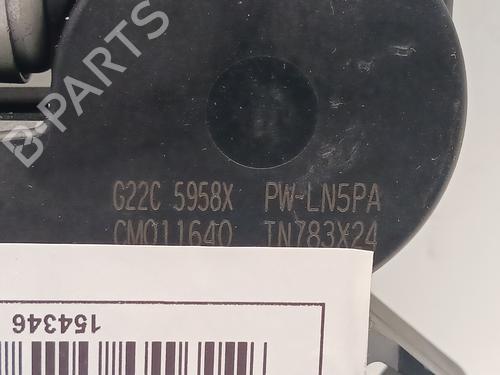 B-PARTS
G22C 5958X PW-LN5PA
CM011640 TN783X24
154346